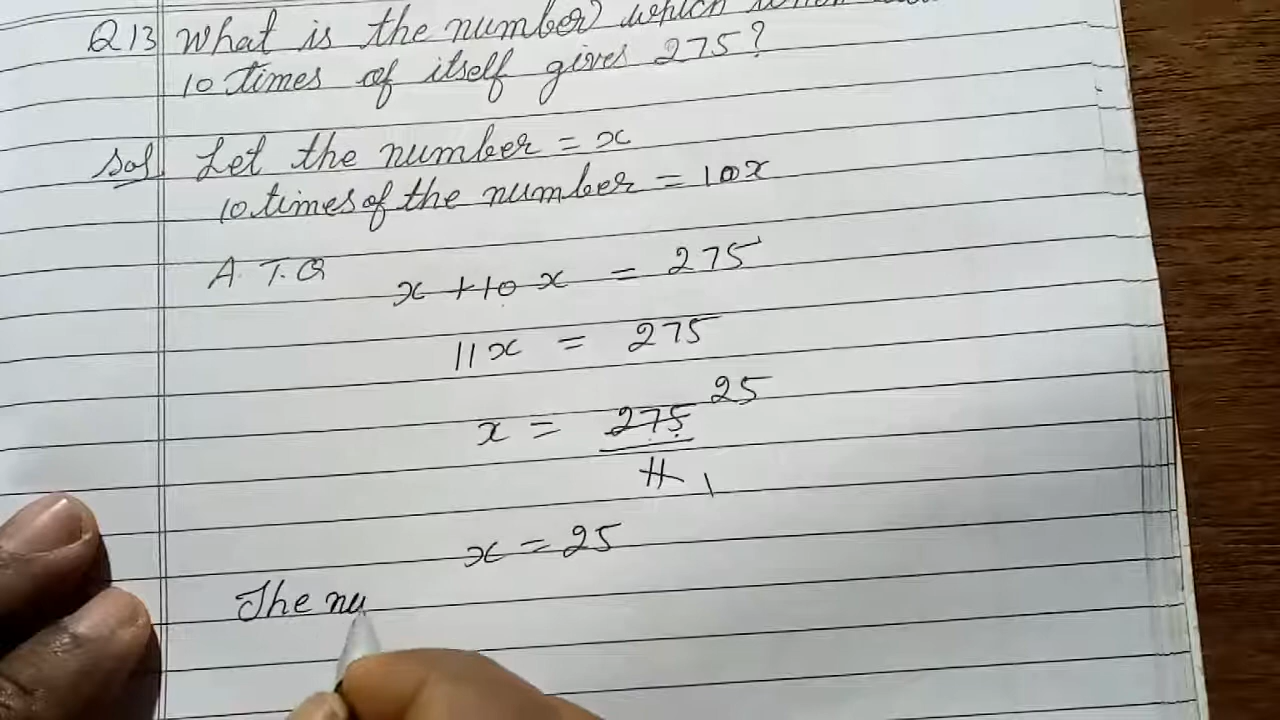 Q13 What is the number which
10 times of itself gives 275?
Sol Let the number = x
10 times of the number = 10x
A.T.Q x + 10x = 275
11x = 275
x = 275 25
11 1
x = 25
The nu